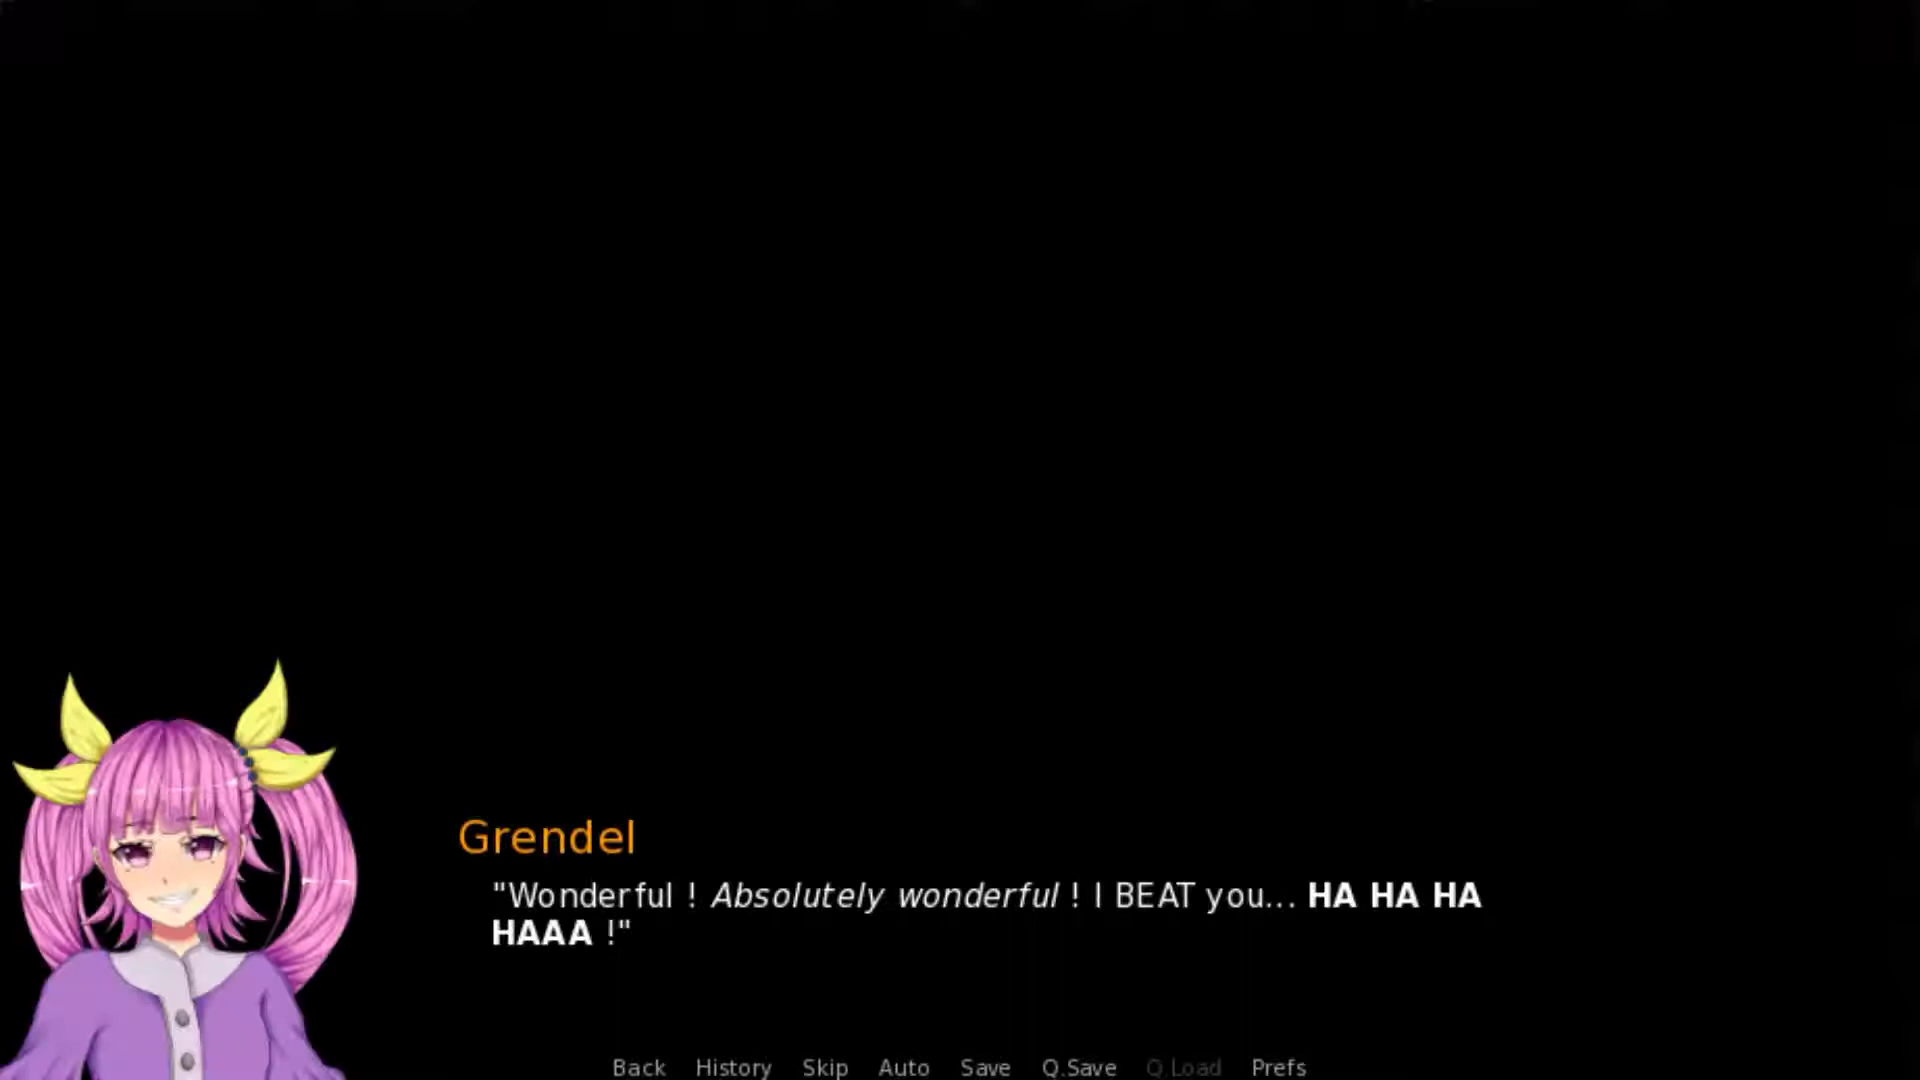 Grendel
"Wonderful ! Absolutely wonderful ! I BEAT you... HA HA HA
HAAA !"
Back History Skip Auto Save Q.Save Q.Load Prefs